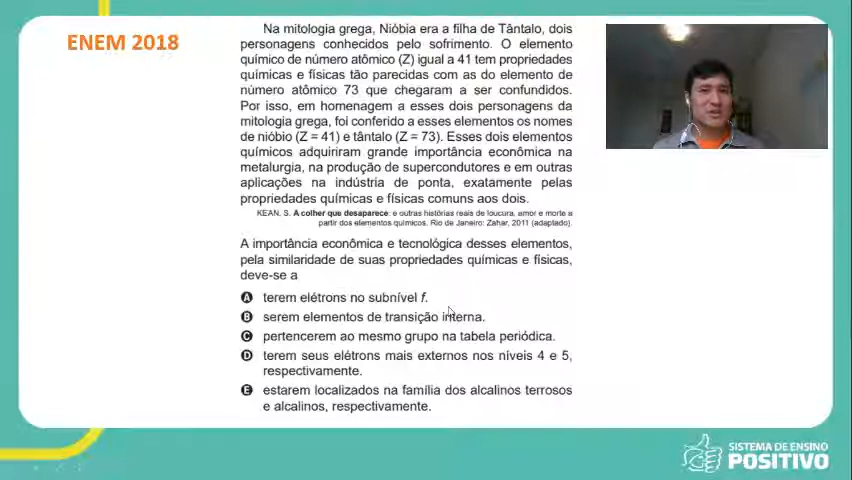 ENEM 2018
Na mitologia grega, Nióbia era a filha de Tântalo, dois
personagens conhecidos pelo sofrimento. O elemento
químico de número atômico (Z) igual a 41 tem propriedades
químicas e físicas tão parecidas com as do elemento de
número atômico 73 que chegaram a ser confundidos.
Por isso, em homenagem a esses dois personagens da
mitologia grega, foi conferido a esses elementos os nomes
de nióbio (Z = 41) e tântalo (Z = 73). Esses dois elementos
químicos adquiriram grande importância econômica na
metalurgia, na produção de supercondutores e em outras
aplicações na indústria de ponta, exatamente pelas
propriedades químicas e físicas comuns aos dois.
KEAN, S. A colher que desaparece: e outras histórias reais de loucura, amor e morte a
partir dos elementos químicos. Rio de Janeiro: Zahar, 2011 (adaptado).
A importância econômica e tecnológica desses elementos,
pela similaridade de suas propriedades químicas e físicas,
deve-se a
A terem elétrons no subnível f.
B serem elementos de transição interna.
C pertencerem ao mesmo grupo na tabela periódica.
D terem seus elétrons mais externos nos níveis 4 e 5,
respectivamente.
E estarem localizados na família dos alcalinos terrosos
e alcalinos, respectivamente.
SISTEMA DE ENSINO
POSITIVO